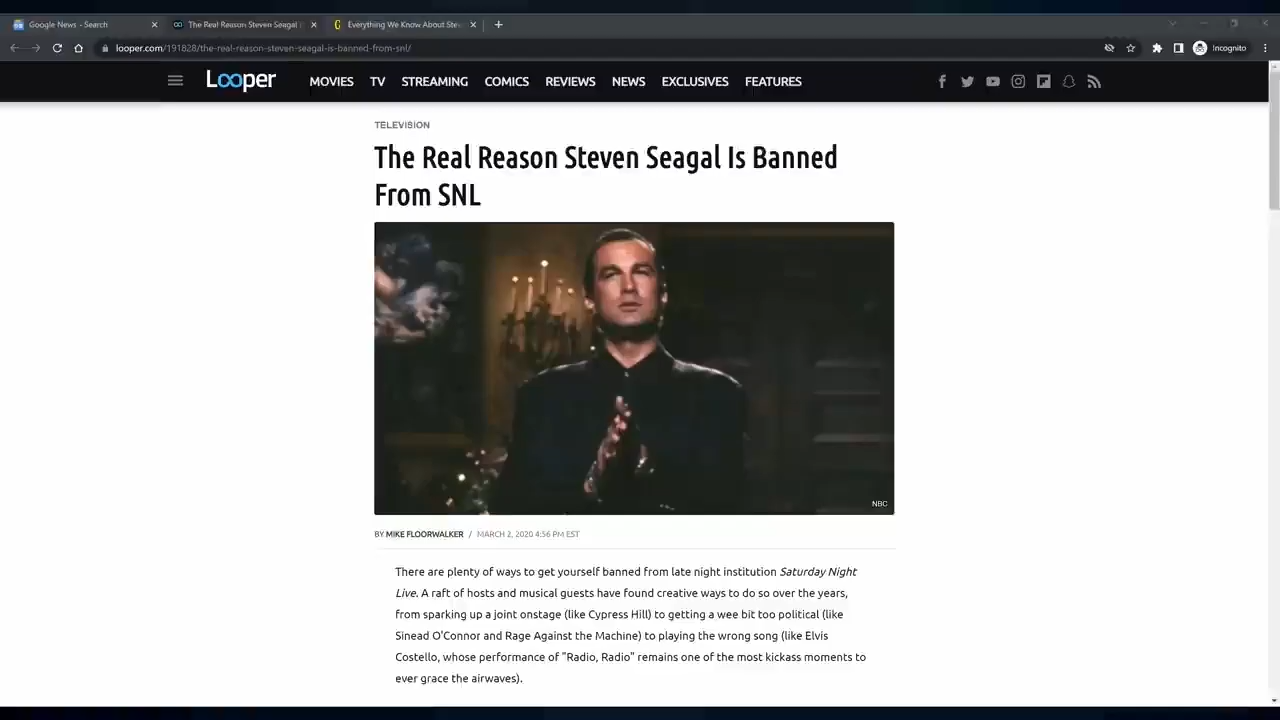 Google News - Search
The Real Reason Steven Seagal I
Everything We Know About Stev
looper.com/191828/the-real-reason-steven-seagal-is-banned-from-snl/
Incognito
Looper
MOVIES TV STREAMING COMICS REVIEWS NEWS EXCLUSIVES FEATURES
TELEVISION
The Real Reason Steven Seagal Is Banned
From SNL
NBC
BY MIKE FLOORWALKER / MARCH 2, 2020 4:56 PM EST
There are plenty of ways to get yourself banned from late night institution Saturday Night
Live. A raft of hosts and musical guests have found creative ways to do so over the years,
from sparking up a joint onstage (like Cypress Hill) to getting a wee bit too political (like
Sinead O'Connor and Rage Against the Machine) to playing the wrong song (like Elvis
Costello, whose performance of "Radio, Radio" remains one of the most kickass moments to
ever grace the airwaves).